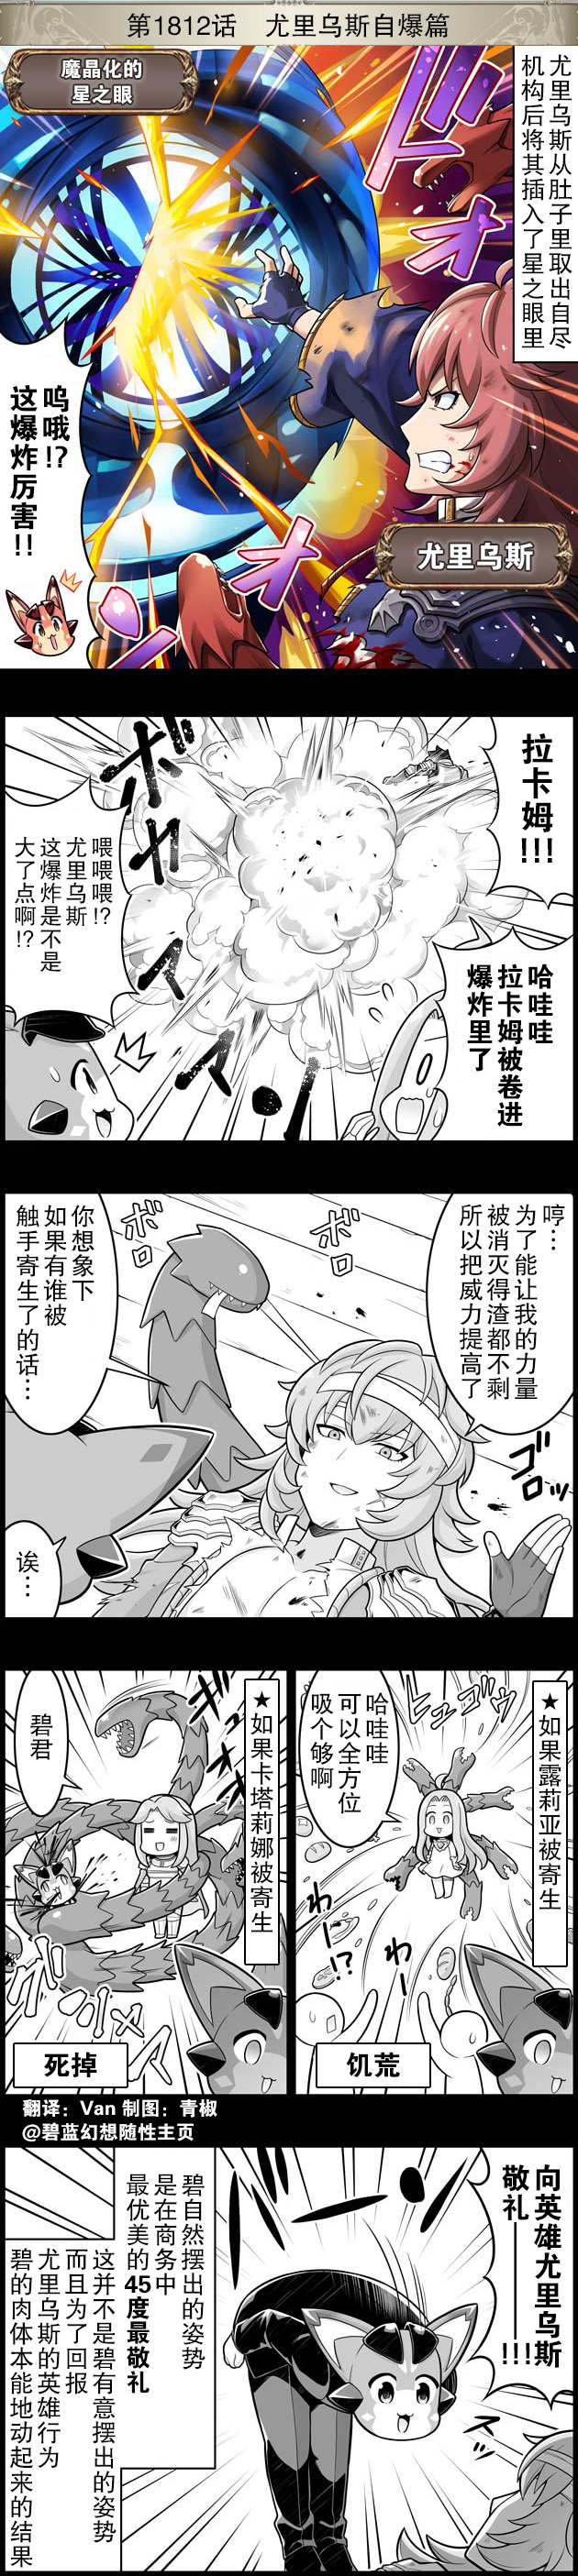 第1812话　尤里乌斯自爆篇
尤里乌斯从肚子里取出自尽
机构后将其插入了星之眼里
魔晶化的
星之眼
ドォ
オ
オ
オ
尤里乌斯
呜哦!?
这爆炸厉害!!
拉卡姆!!!
ボガァァ・・
喂喂喂!?
尤里乌斯
这爆炸是不是
大了点啊!?
哈哇哇
拉卡姆被卷进
爆炸里了
哼…
为了能让我的力量
被消灭得渣都不剩
所以把威力提高了
ボロ
ボロ
ゴロッ
你想象下
如果有谁被
触手寄生了的话…
诶…
★如果露莉亚被寄生
ヒュゴゥゥ
哈哇哇
可以全方位
吸个够啊
わー
わー!?
饥荒
★如果卡塔莉娜被寄生
碧君
死掉
翻译：Van 制图：青椒
@碧蓝幻想随性主页
向英雄尤里乌斯
敬礼——!!!
碧自然摆出的姿势
是在商务中
最优美的45度最敬礼
这并不是碧有意摆出的姿势
而且为了回报
尤里乌斯的英雄行为
碧的肉体本能地动起来的结果